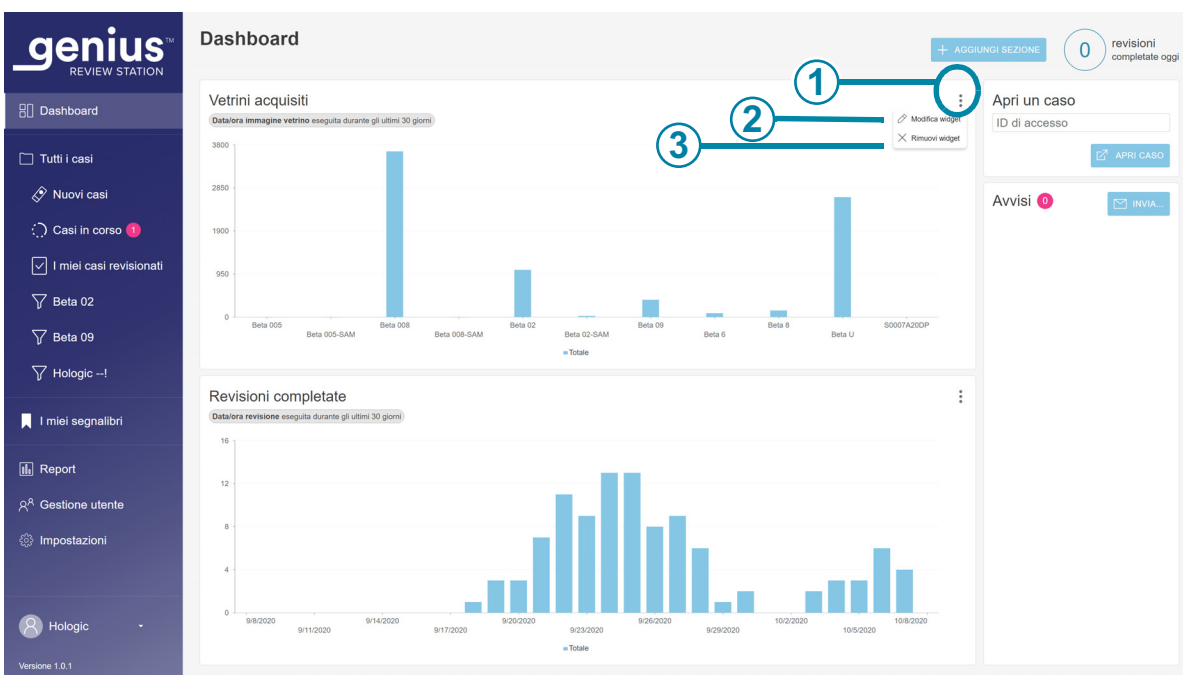 genius™
REVIEW STATION
Dashboard
Tutti i casi
Nuovi casi
Casi in corso 1
I miei casi revisionati
Beta 02
Beta 09
Hologic --!
I miei segnalibri
Report
Gestione utente
Impostazioni
Hologic
Versione 1.0.1
Dashboard
+ AGGIUNGI SEZIONE
0
revisioni
completate oggi
1
2
3
Vetrini acquisiti
Data/ora immagine vetrino eseguita durante gli ultimi 30 giorni
Modifica widget
Rimuovi widget
3800
2850
1900
950
0
Beta 005
Beta 005-SAM
Beta 008
Beta 008-SAM
Beta 02
Beta 02-SAM
Beta 09
Beta 6
Beta 8
Beta U
S0007A20DP
Totale
Revisioni completate
Data/ora revisione eseguita durante gli ultimi 30 giorni
16
12
8
4
0
9/8/2020
9/11/2020
9/14/2020
9/17/2020
9/20/2020
9/23/2020
9/26/2020
9/29/2020
10/2/2020
10/5/2020
10/8/2020
Totale
Apri un caso
ID di accesso
APRI CASO
Avvisi 0
INVIA...